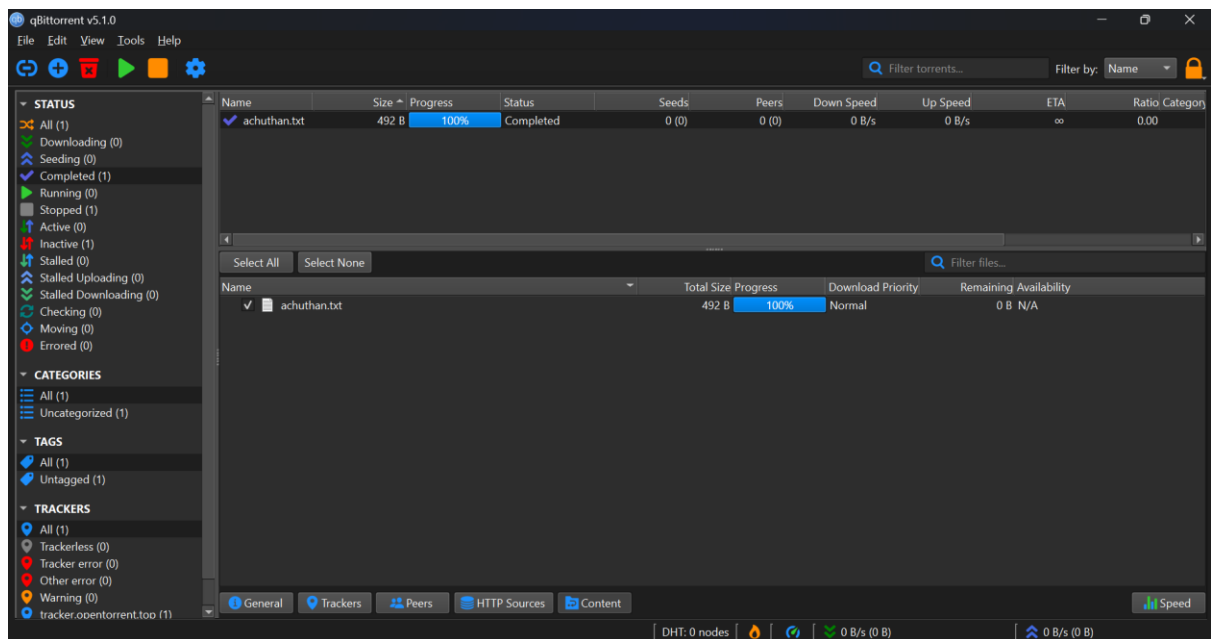 qBittorrent v5.1.0
File Edit View Tools Help
Filter torrents... Filter by: Name
STATUS
All (1)
Downloading (0)
Seeding (0)
Completed (1)
Running (0)
Stopped (1)
Active (0)
Inactive (1)
Stalled (0)
Stalled Uploading (0)
Stalled Downloading (0)
Checking (0)
Moving (0)
Errored (0)
CATEGORIES
All (1)
Uncategorized (1)
TAGS
All (1)
Untagged (1)
TRACKERS
All (1)
Trackerless (0)
Tracker error (0)
Other error (0)
Warning (0)
tracker.opentorrent.top (1)
Name Size Progress Status Seeds Peers Down Speed Up Speed ETA Ratio Category
achuthan.txt 492 B 100% Completed 0 (0) 0 (0) 0 B/s 0 B/s ∞ 0.00
Select All Select None Filter files...
Name Total Size Progress Download Priority Remaining Availability
achuthan.txt 492 B 100% Normal 0 B N/A
General Trackers Peers HTTP Sources Content Speed
DHT: 0 nodes 0 B/s (0 B) 0 B/s (0 B)